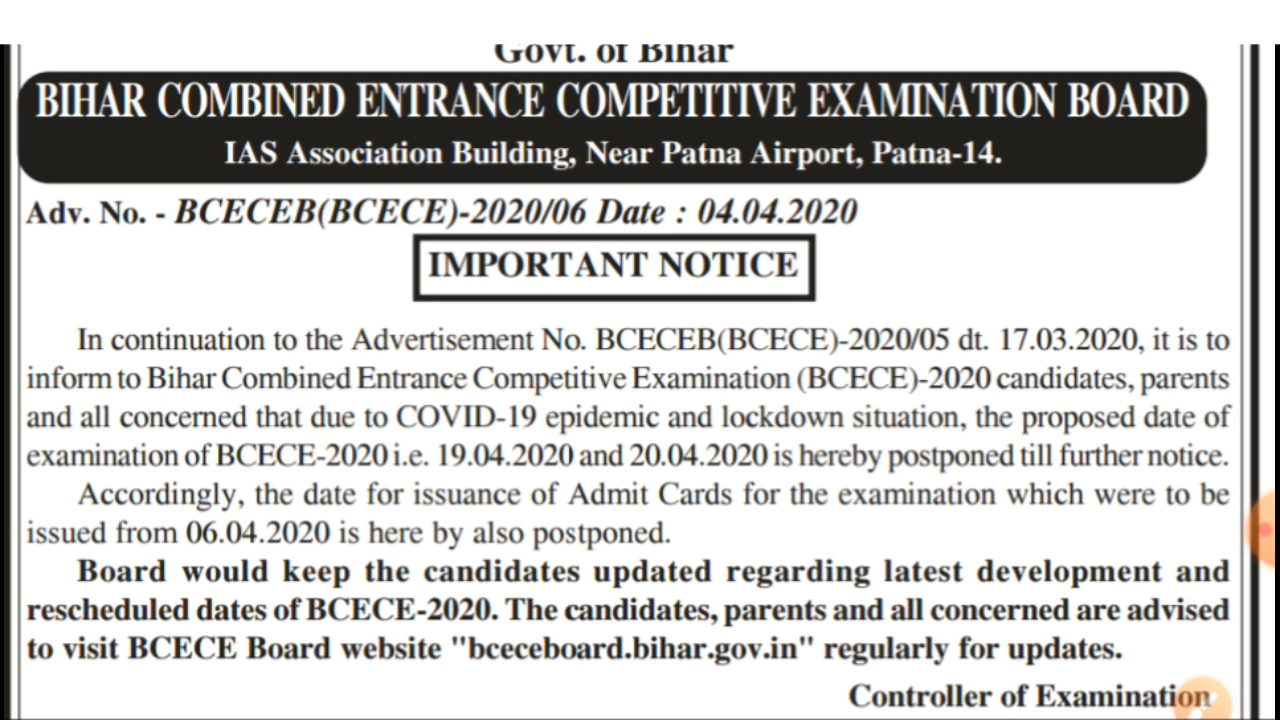 Govt. of Bihar
BIHAR COMBINED ENTRANCE COMPETITIVE EXAMINATION BOARD
IAS Association Building, Near Patna Airport, Patna-14.
Adv. No. - BCECEB(BCECE)-2020/06 Date : 04.04.2020
IMPORTANT NOTICE
In continuation to the Advertisement No. BCECEB(BCECE)-2020/05 dt. 17.03.2020, it is to
inform to Bihar Combined Entrance Competitive Examination (BCECE)-2020 candidates, parents
and all concerned that due to COVID-19 epidemic and lockdown situation, the proposed date of
examination of BCECE-2020 i.e. 19.04.2020 and 20.04.2020 is hereby postponed till further notice.
Accordingly, the date for issuance of Admit Cards for the examination which were to be
issued from 06.04.2020 is here by also postponed.
Board would keep the candidates updated regarding latest development and
rescheduled dates of BCECE-2020. The candidates, parents and all concerned are advised
to visit BCECE Board website "bceceboard.bihar.gov.in" regularly for updates.
Controller of Examination